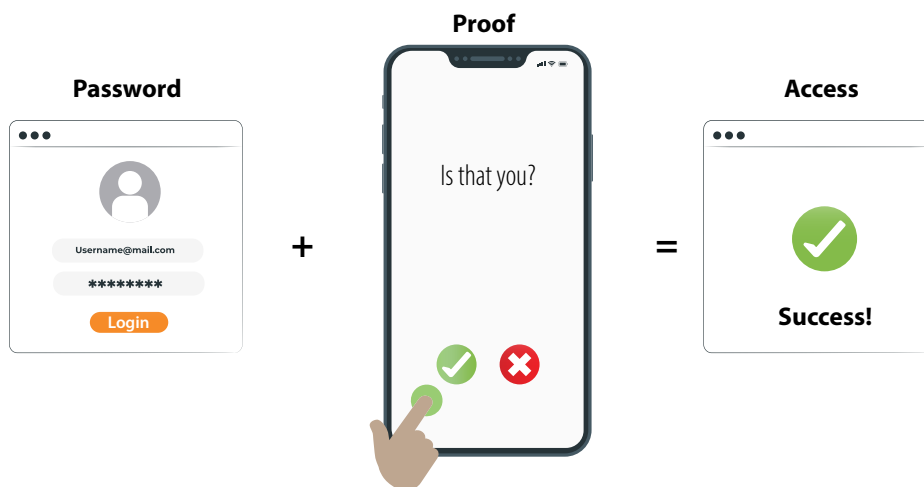 Proof
Password
Access
Username@mail.com
********
Login
+
Is that you?
=
Success!